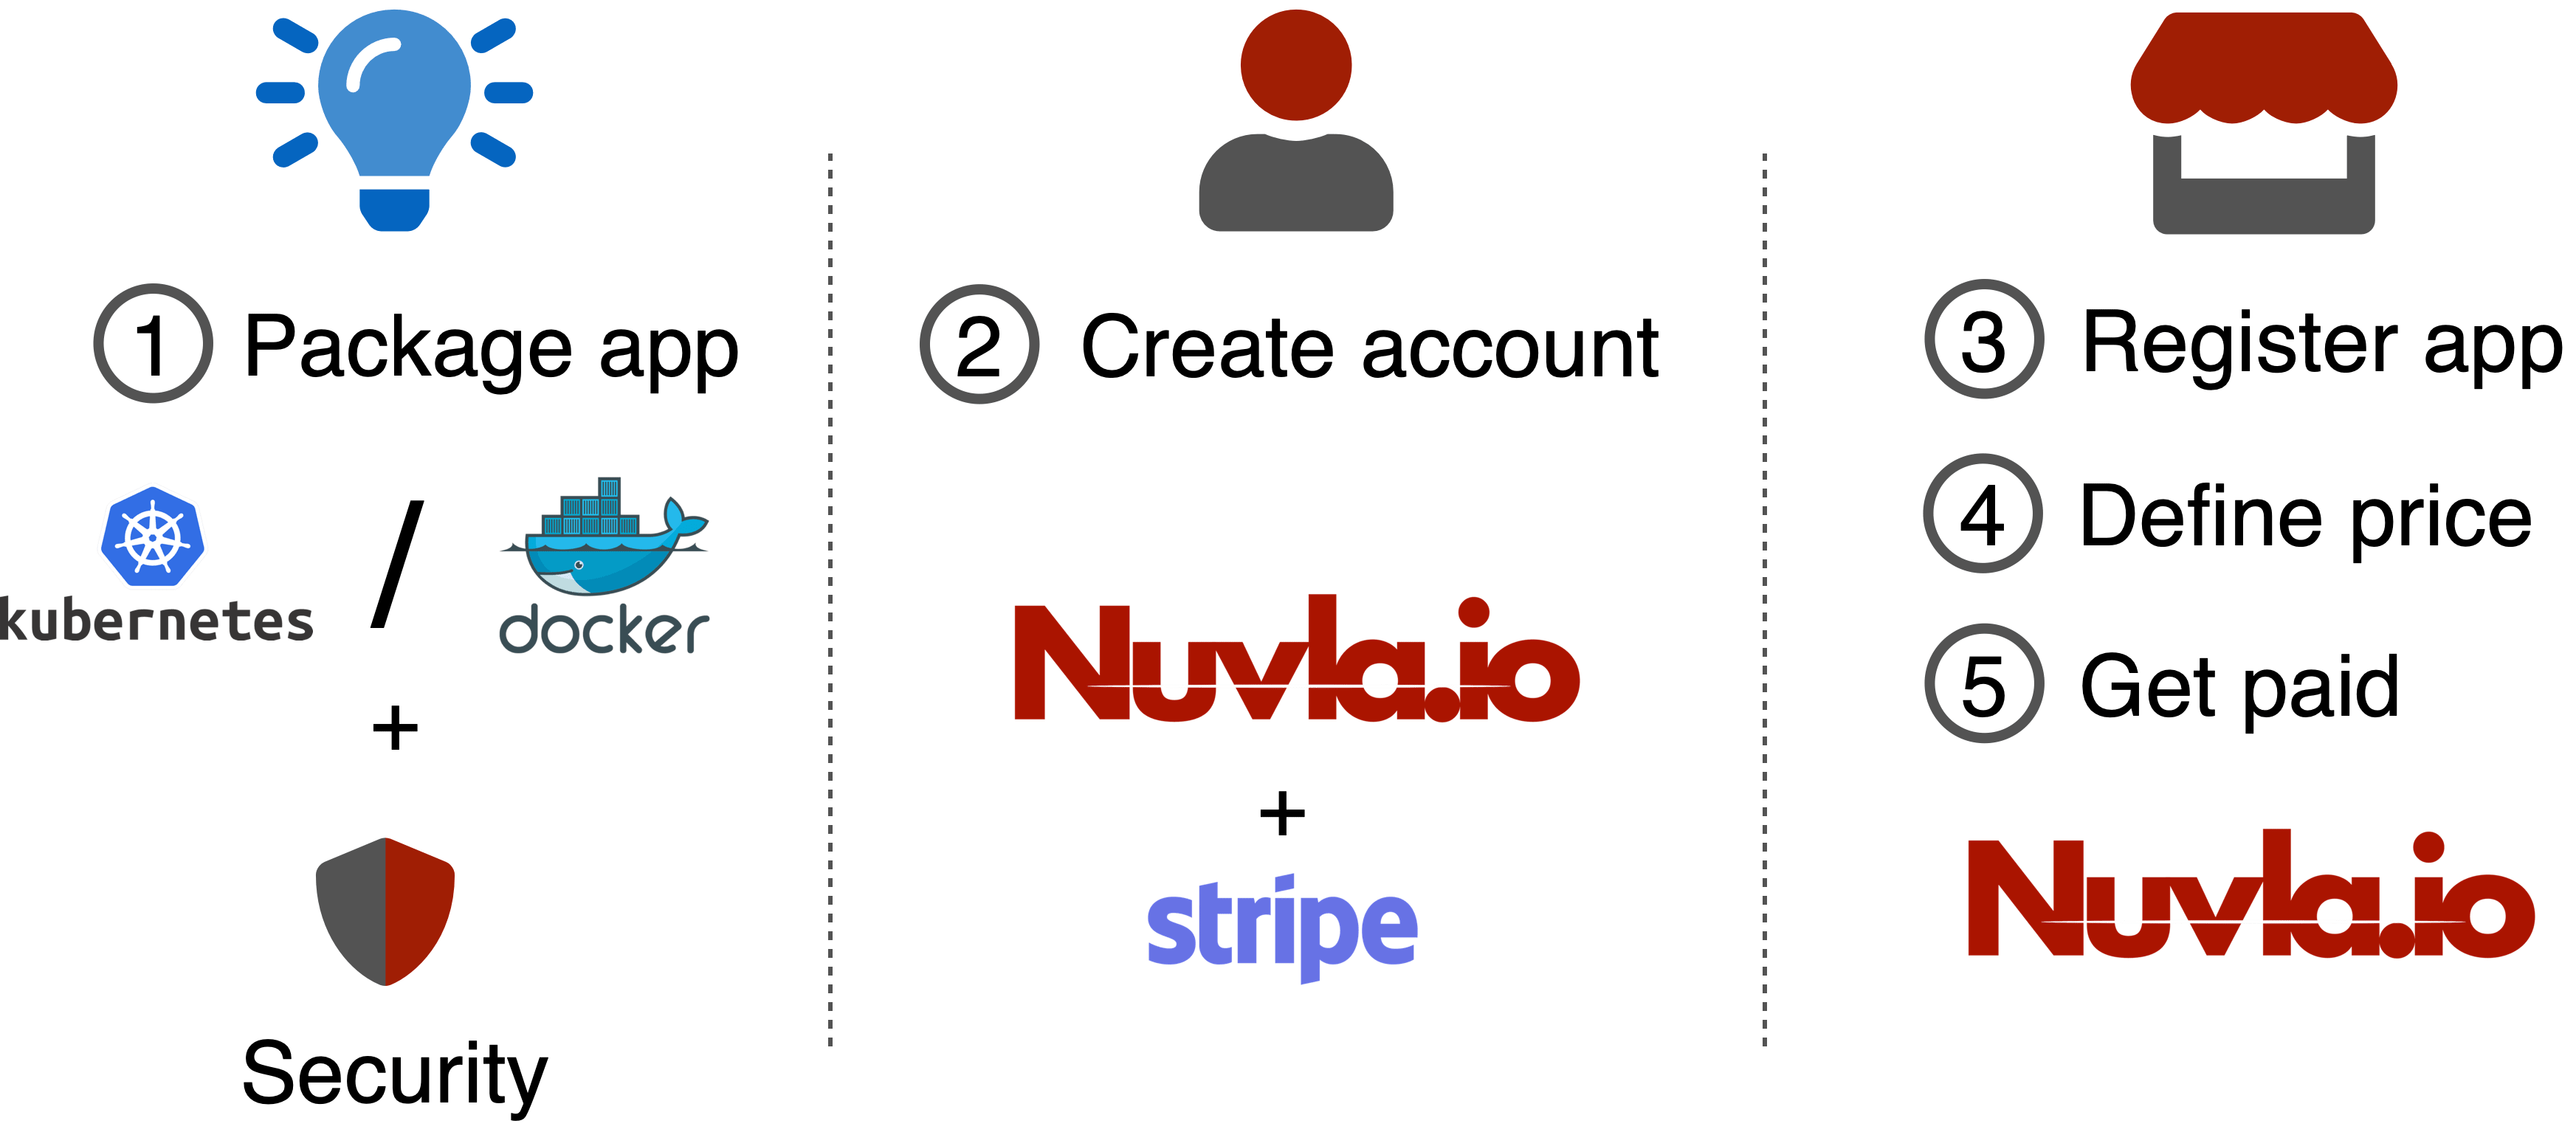 1 Package app
kubernetes / docker
+
Security
2 Create account
Nuvla.io
+
stripe
3 Register app
4 Define price
5 Get paid
Nuvla.io